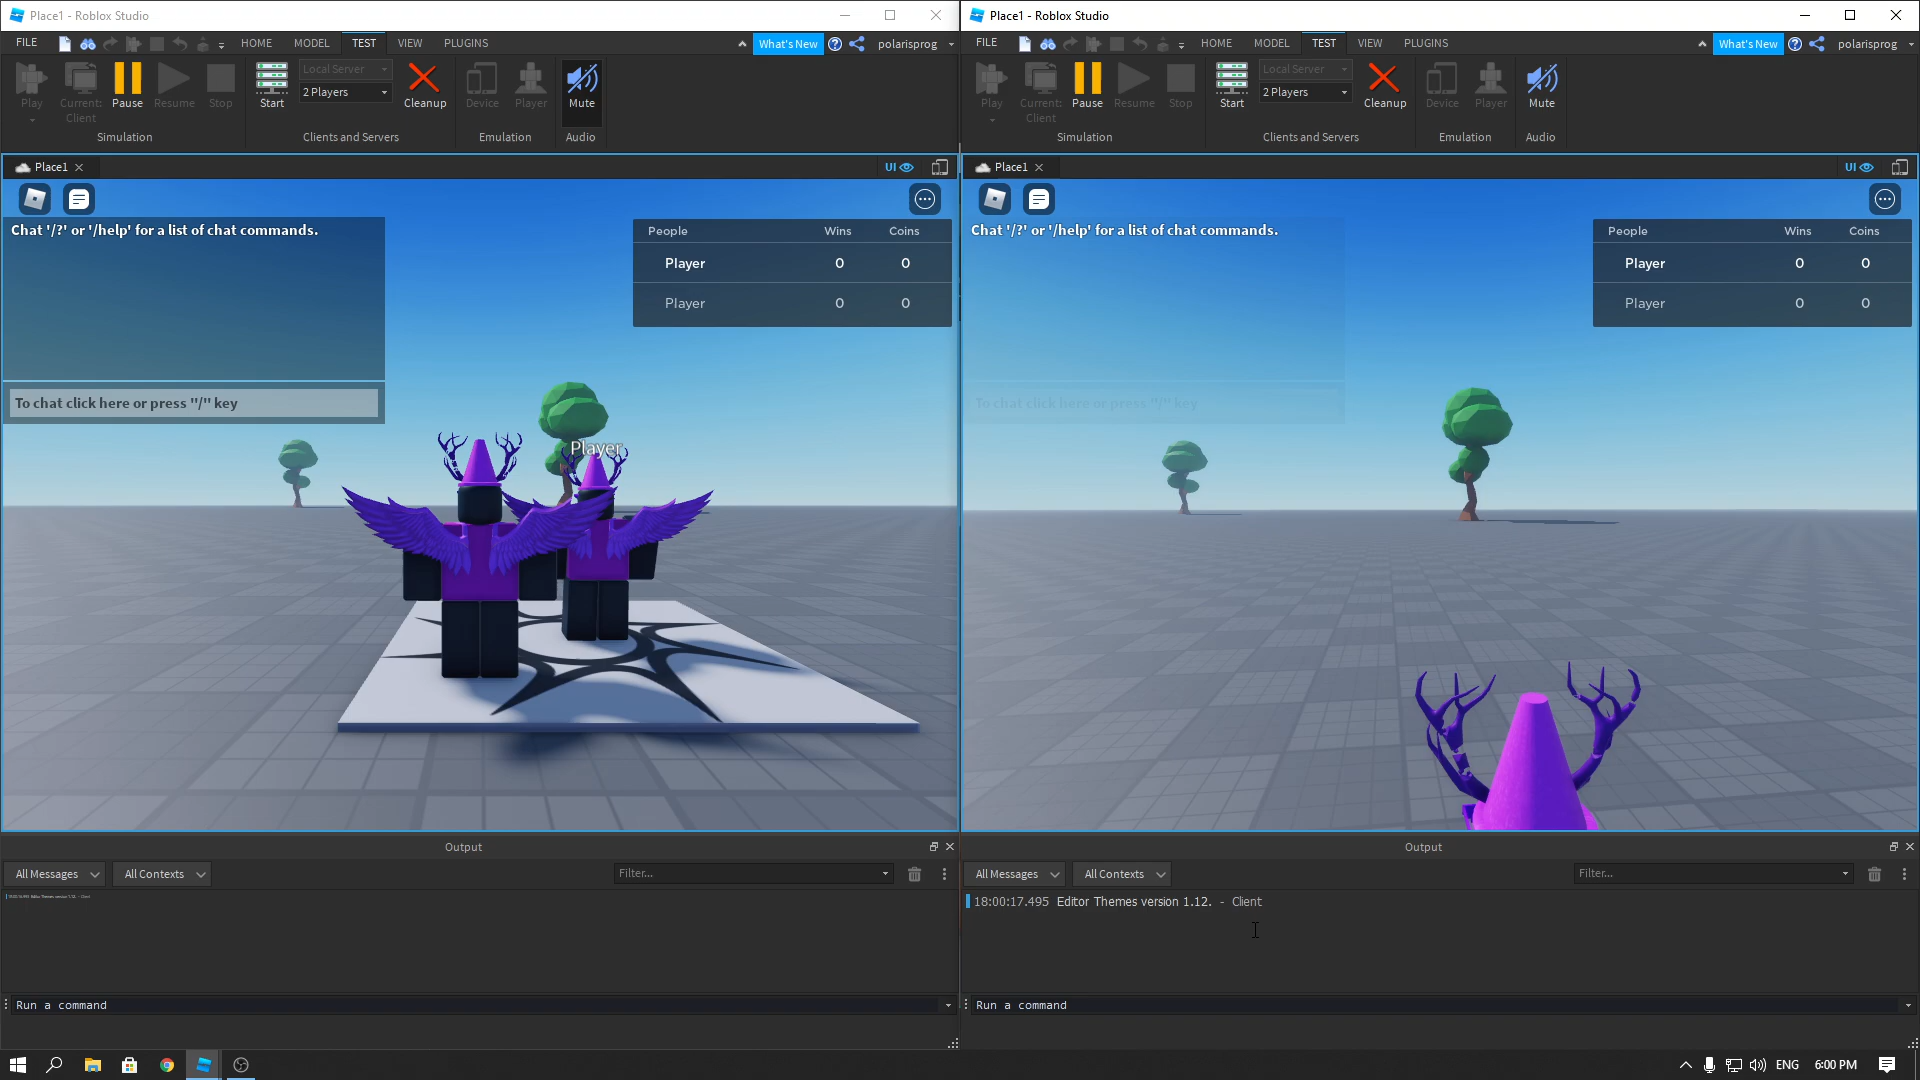 Place1 - Roblox Studio
FILE
HOME
MODEL
TEST
VIEW
PLUGINS
What's New
polarisprog
Play
Current:
Client
Pause
Resume
Stop
Start
Local Server
2 Players
Cleanup
Device
Player
Mute
Simulation
Clients and Servers
Emulation
Audio
Place1
UI
Chat '/?' or '/help' for a list of chat commands.
To chat click here or press "/" key
People Wins Coins
Player 0 0
Player 0 0
Player
Output
All Messages
All Contexts
Filter...
Run a command
Place1 - Roblox Studio
FILE
HOME
MODEL
TEST
VIEW
PLUGINS
What's New
polarisprog
Play
Current:
Client
Pause
Resume
Stop
Start
Local Server
2 Players
Cleanup
Device
Player
Mute
Simulation
Clients and Servers
Emulation
Audio
Place1
UI
Chat '/?' or '/help' for a list of chat commands.
To chat click here or press "/" key
People Wins Coins
Player 0 0
Player 0 0
Output
All Messages
All Contexts
Filter...
18:00:17.495 Editor Themes version 1.12. - Client
Run a command
ENG
6:00 PM